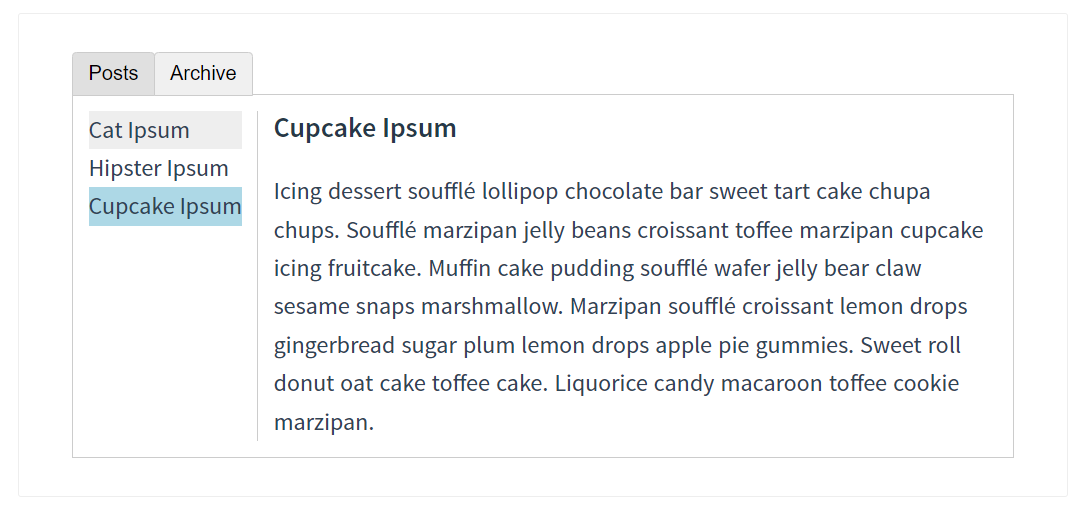 Posts
Archive
Cat Ipsum
Hipster Ipsum
Cupcake Ipsum
Cupcake Ipsum
Icing dessert soufflé lollipop chocolate bar sweet tart cake chupa
chups. Soufflé marzipan jelly beans croissant toffee marzipan cupcake
icing fruitcake. Muffin cake pudding soufflé wafer jelly bear claw
sesame snaps marshmallow. Marzipan soufflé croissant lemon drops
gingerbread sugar plum lemon drops apple pie gummies. Sweet roll
donut oat cake toffee cake. Liquorice candy macaroon toffee cookie
marzipan.